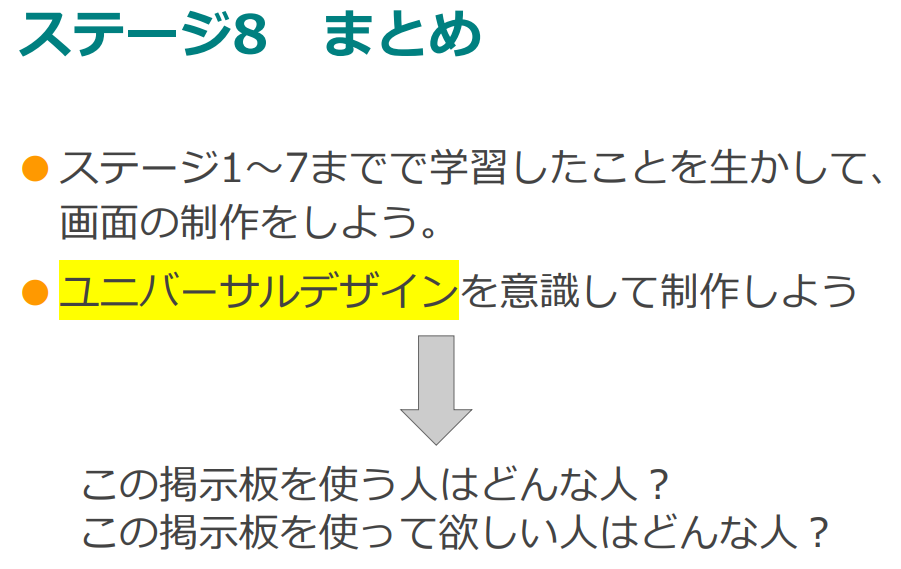 ステージ8　まとめ
ステージ1～7までで学習したことを生かして、
画面の制作をしよう。
ユニバーサルデザインを意識して制作しよう
この掲示板を使う人はどんな人？
この掲示板を使って欲しい人はどんな人？